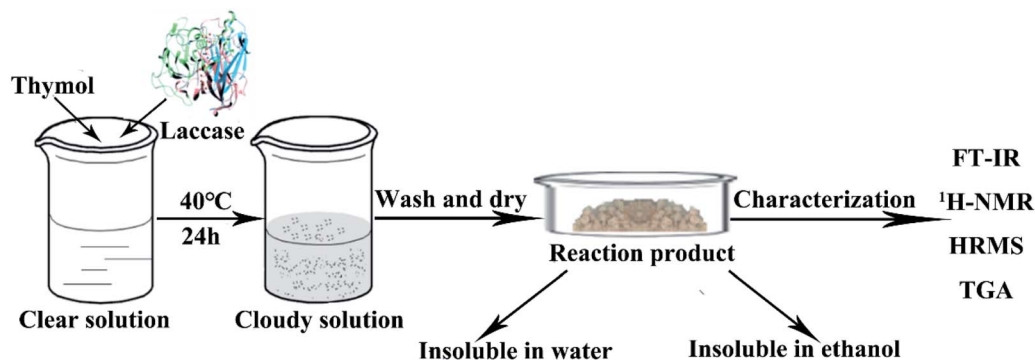 Thymol
Laccase
40°C
24h
Clear solution
Cloudy solution
Wash and dry
Reaction product
Insoluble in water
Insoluble in ethanol
Characterization
FT-IR
¹H-NMR
HRMS
TGA